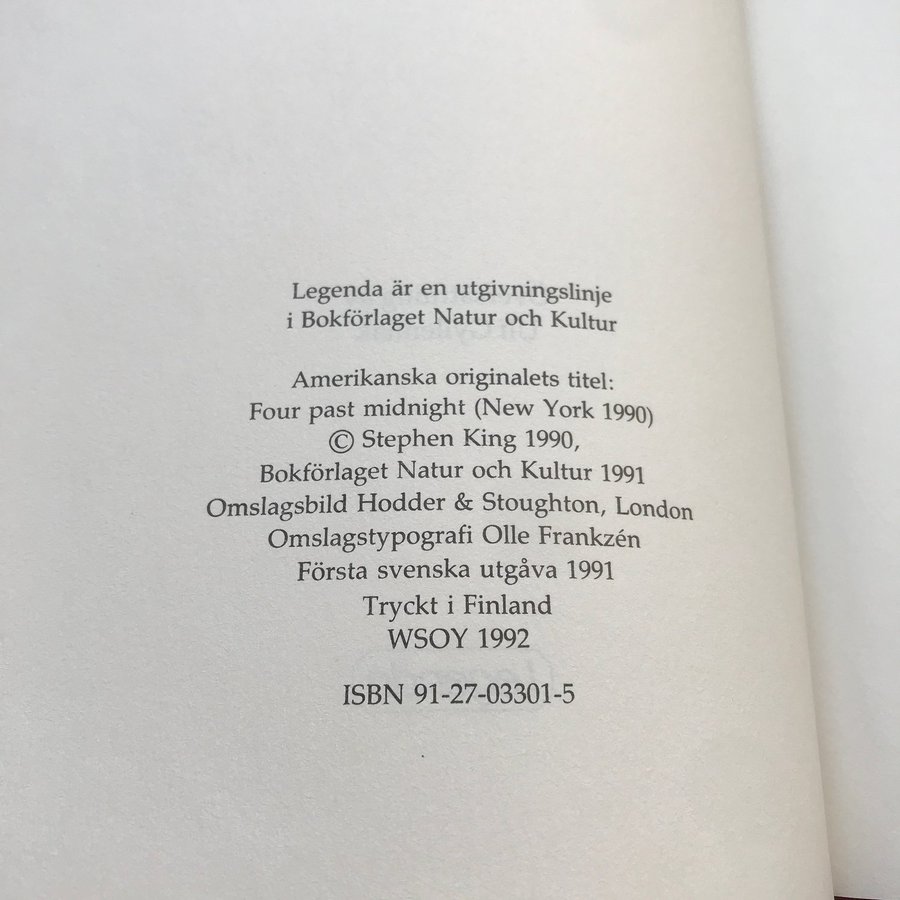 Legenda är en utgivningslinje
i Bokförlaget Natur och Kultur
Amerikanska originalets titel:
Four past midnight (New York 1990)
© Stephen King 1990,
Bokförlaget Natur och Kultur 1991
Omslagsbild Hodder & Stoughton, London
Omslagstypografi Olle Frankzén
Första svenska utgåva 1991
Tryckt i Finland
WSOY 1992
ISBN 91-27-03301-5